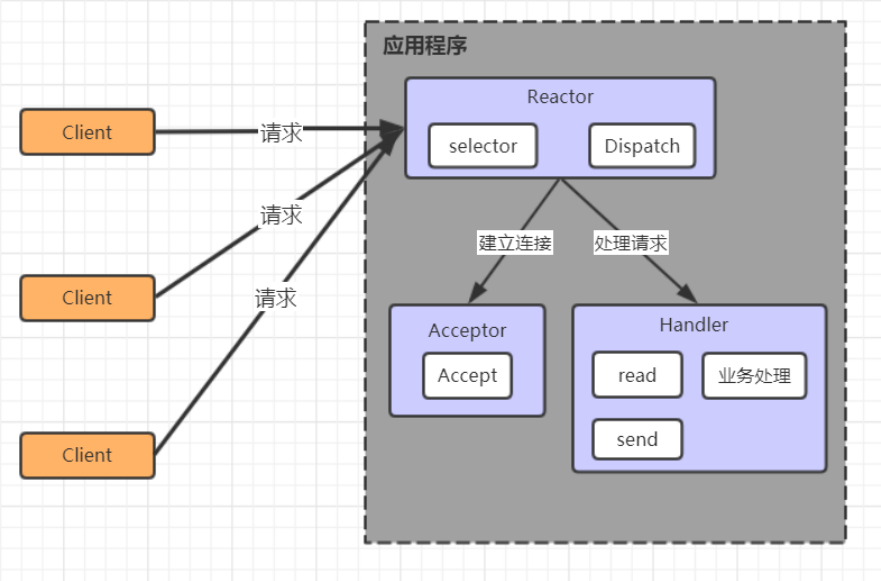 应用程序
Reactor
selector
Dispatch
Client
请求
请求
Client
请求
Client
建立连接
处理请求
Acceptor
Accept
Handler
read
业务处理
send